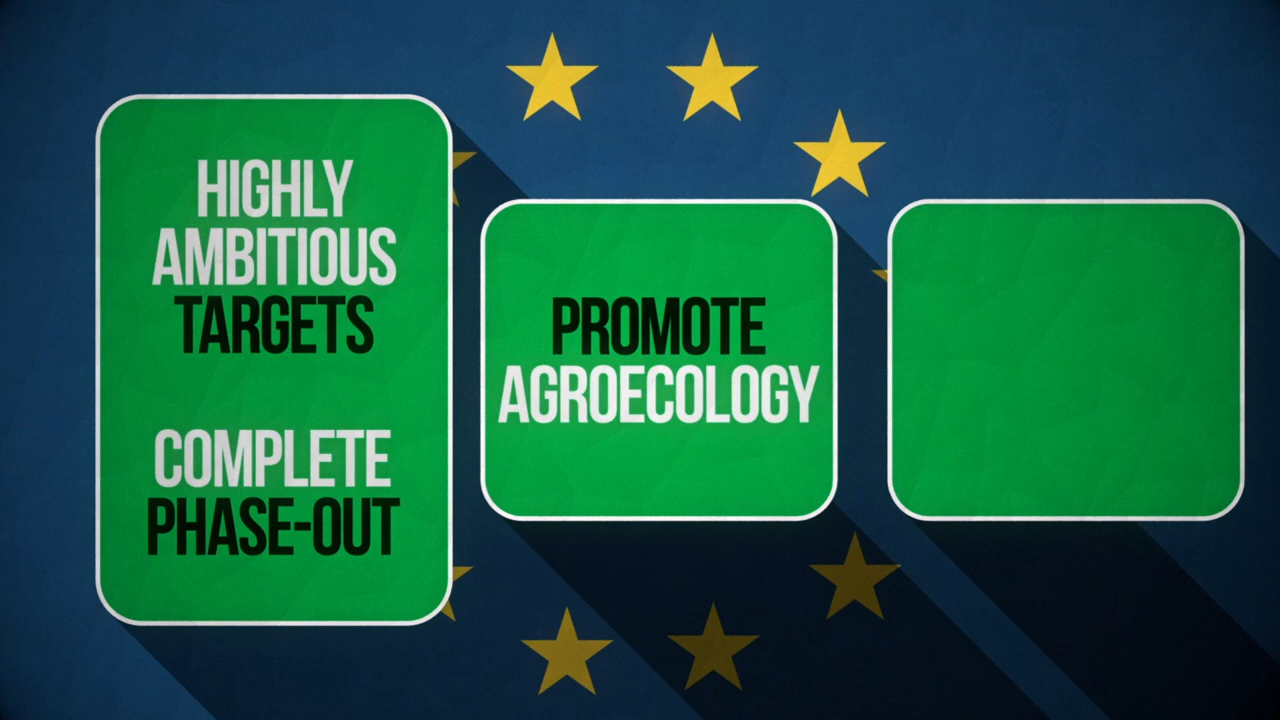 HIGHLY
AMBITIOUS
TARGETS
COMPLETE
PHASE-OUT
PROMOTE
AGROECOLOGY